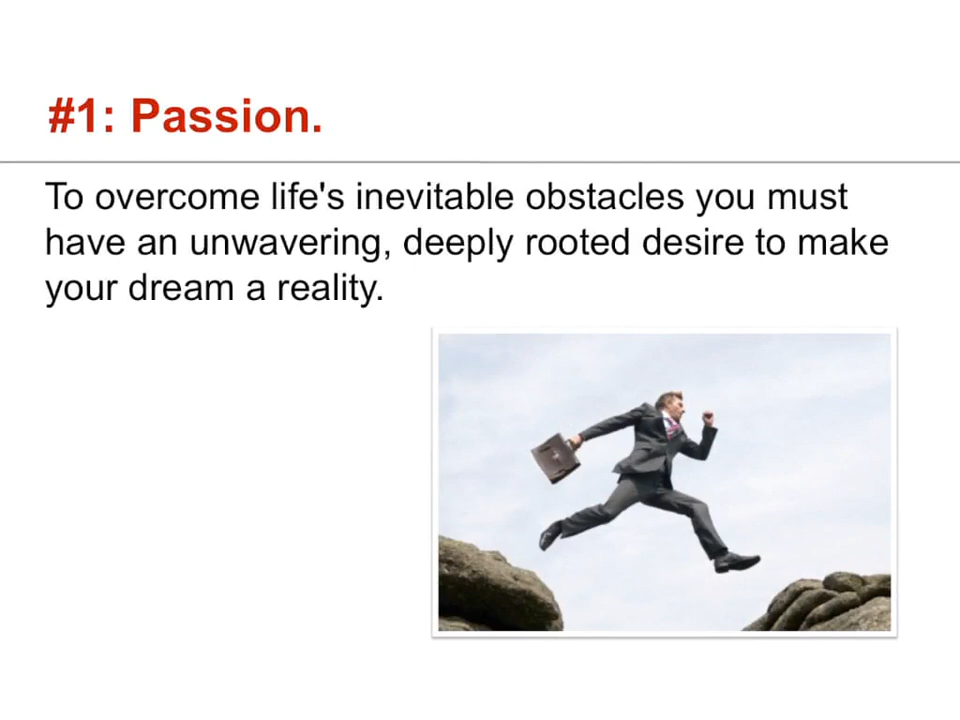 #1: Passion.
To overcome life's inevitable obstacles you must
have an unwavering, deeply rooted desire to make
your dream a reality.